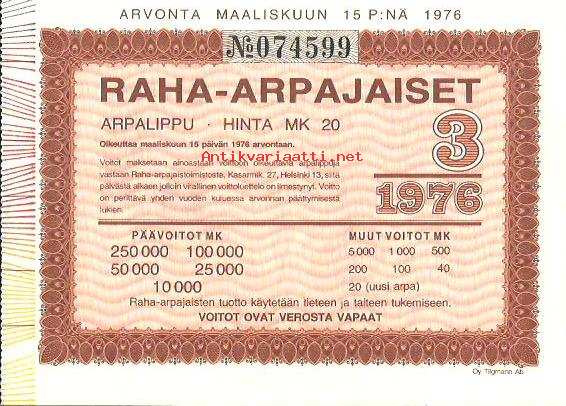 ARVONTA MAALISKUUN 15 P:NÄ 1976
№074599
RAHA-ARPAJAISET
ARPALIPPU · HINTA MK 20
3
1976
Oikeuttaa maaliskuun 15 päivän 1976 arvontaan.
Antikvariaatti.net
Voitot maksetaan ainoastaan voittoon oikeuttavia arpalippuja
vastaan Raha-arpajaistoimistoste, Kasarmik. 27, Helsinki 13, siitä
päivästä alkaen jolloin virallinen voittoluettelo on ilmestynyt. Voitto
on perittävä yhden vuoden kuluessa arvonnan päättymisestä
lukien.
PÄÄVOITOT MK
250 000 100 000
50 000 25 000
10 000
MUUT VOITOT MK
5 000 1 000 500
200 100 40
20 (uusi arpa)
Raha-arpajaisten tuotto käytetään tieteen ja taiteen tukemiseen.
VOITOT OVAT VEROSTA VAPAAT
Oy. Tilgmann Ab.